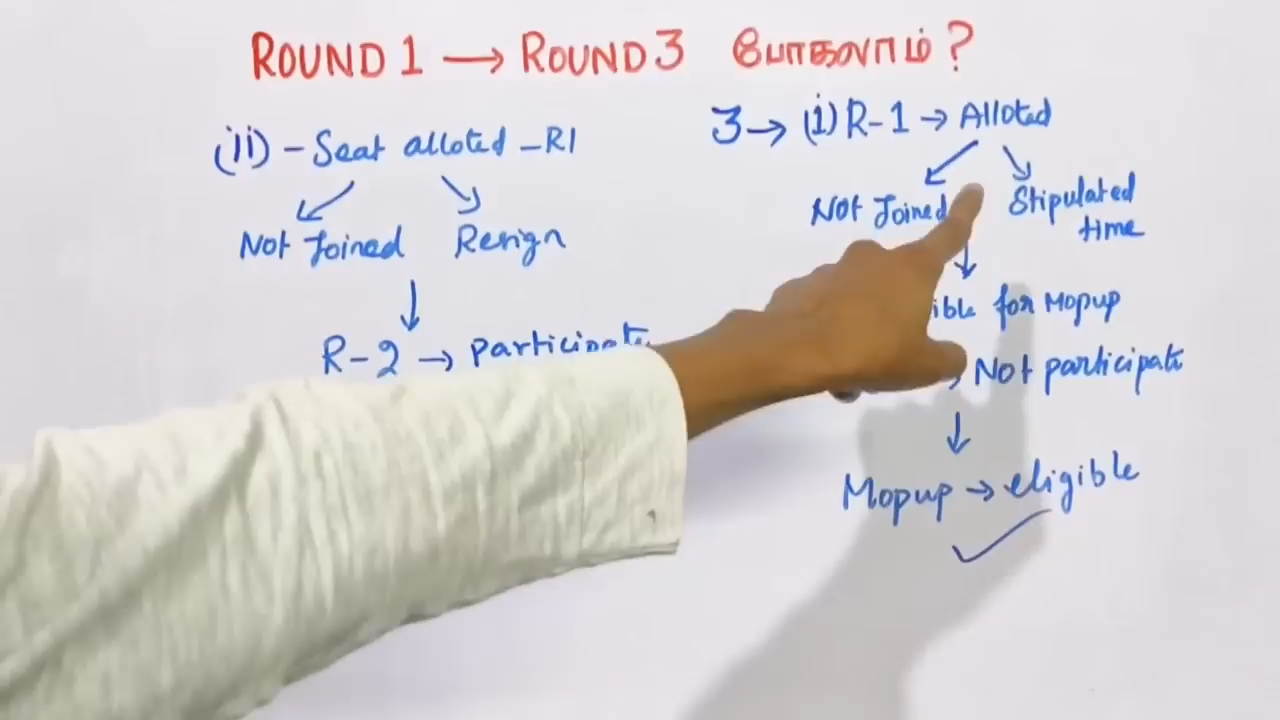 ROUND 1 → ROUND 3 போகலாம் ?
(ii) - Seat alloted - R1
Not Joined Resign
R-2 → participate
3 → (i) R-1 → Alloted
Not Joined Stipulated
time
for Mopup
Not participate
Mopup → eligible